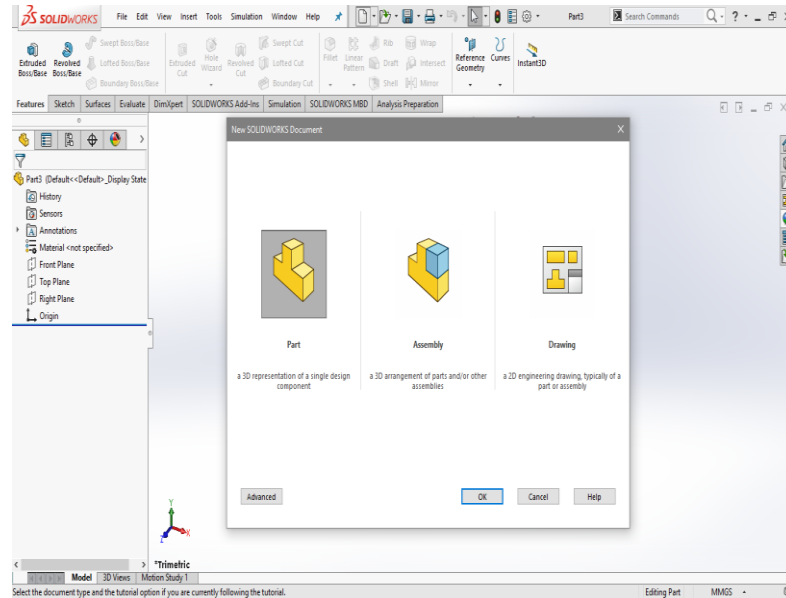 SOLIDWORKS File Edit View Insert Tools Simulation Window Help Part3 Search Commands
Extruded Boss/Base
Revolved Boss/Base
Swept Boss/Base
Lofted Boss/Base
Boundary Boss/Base
Extruded Cut
Hole Wizard
Revolved Cut
Swept Cut
Lofted Cut
Boundary Cut
Fillet
Linear Pattern
Rib
Draft
Shell
Wrap
Intersect
Mirror
Reference Geometry
Curves
Instant3D
Features Sketch Surfaces Evaluate DimXpert SOLIDWORKS Add-Ins Simulation SOLIDWORKS MBD Analysis Preparation
Part3 (Default<<Default>_Display State
History
Sensors
Annotations
Material <not specified>
Front Plane
Top Plane
Right Plane
Origin
New SOLIDWORKS Document X
Part
a 3D representation of a single design
component
Assembly
a 3D arrangement of parts and/or other
assemblies
Drawing
a 2D engineering drawing, typically of a
part or assembly
Advanced OK Cancel Help
Y
X
Z
*Trimetric
Model 3D Views Motion Study 1
Select the document type and the tutorial option if you are currently following the tutorial. Editing Part MMGS